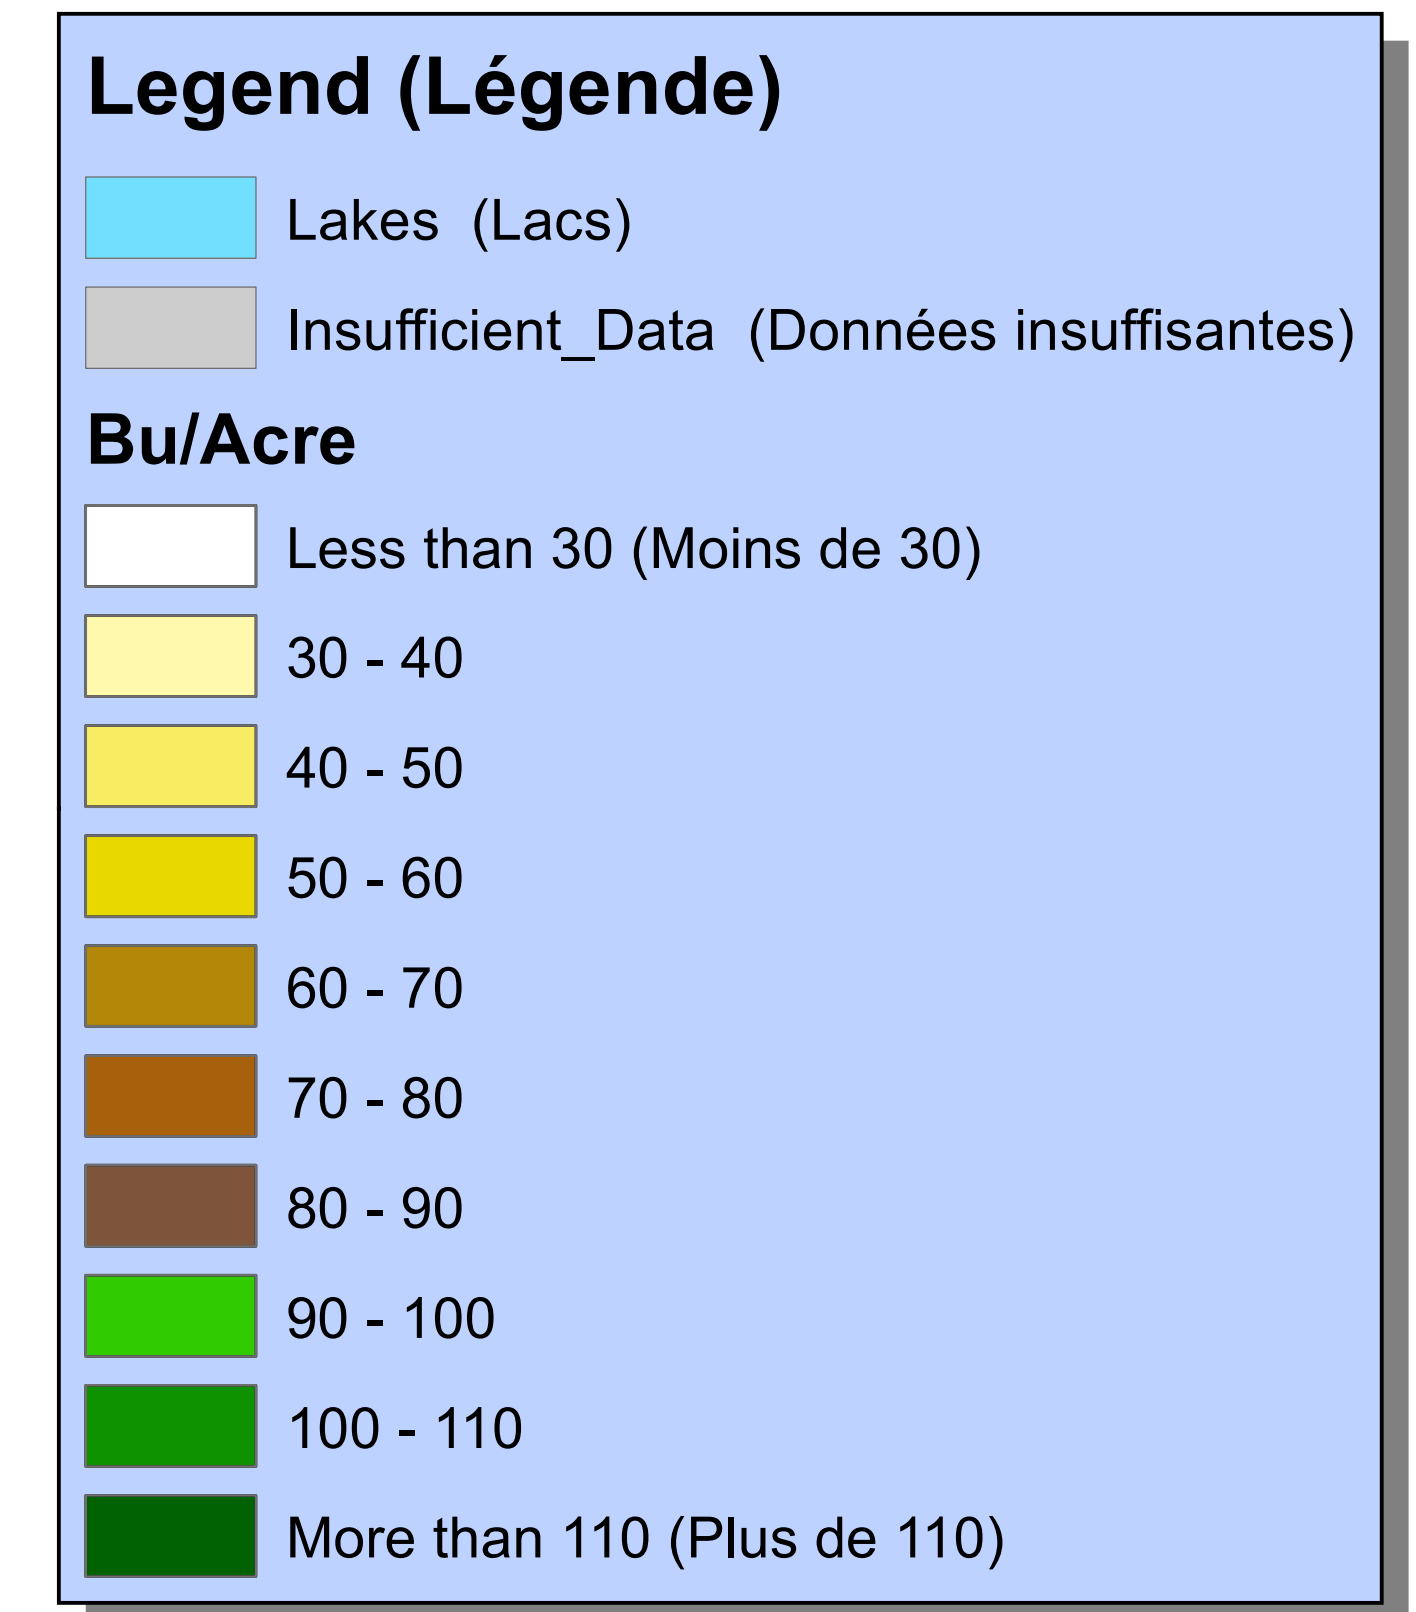 Legend (Légende)
Lakes (Lacs)
Insufficient_Data (Données insuffisantes)
Bu/Acre
Less than 30 (Moins de 30)
30 - 40
40 - 50
50 - 60
60 - 70
70 - 80
80 - 90
90 - 100
100 - 110
More than 110 (Plus de 110)